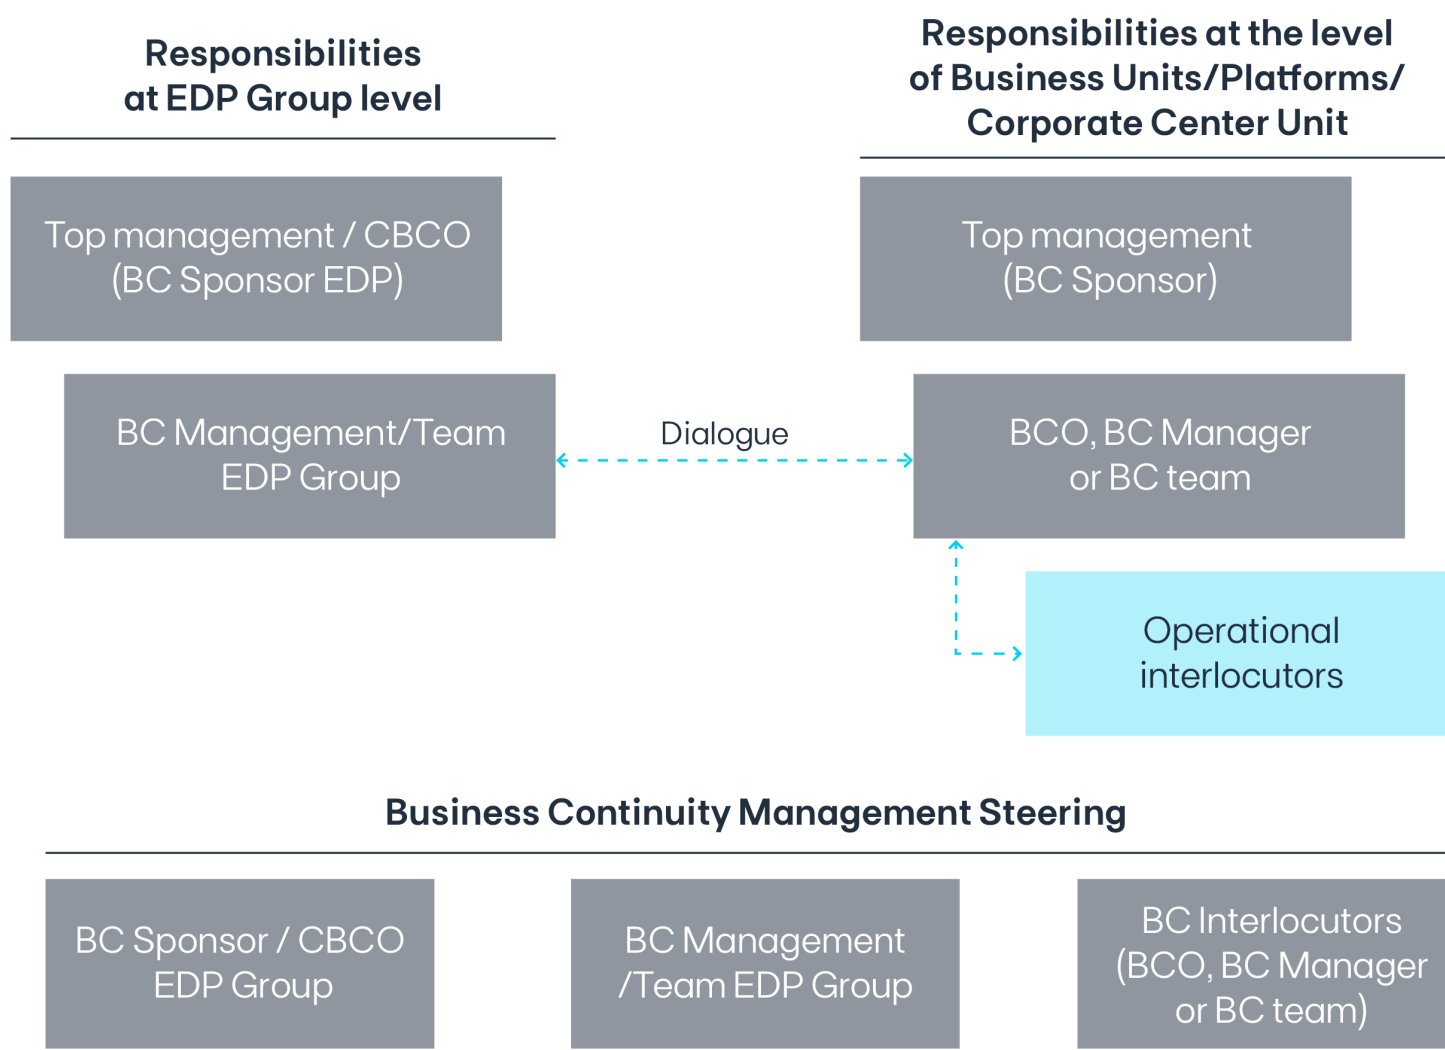 Responsibilities
at EDP Group level
Responsibilities at the level
of Business Units/Platforms/
Corporate Center Unit
Top management / CBCO
(BC Sponsor EDP)
Top management
(BC Sponsor)
BC Management/Team
EDP Group
Dialogue
BCO, BC Manager
or BC team
Operational
interlocutors
Business Continuity Management Steering
BC Sponsor / CBCO
EDP Group
BC Management
/Team EDP Group
BC Interlocutors
(BCO, BC Manager
or BC team)